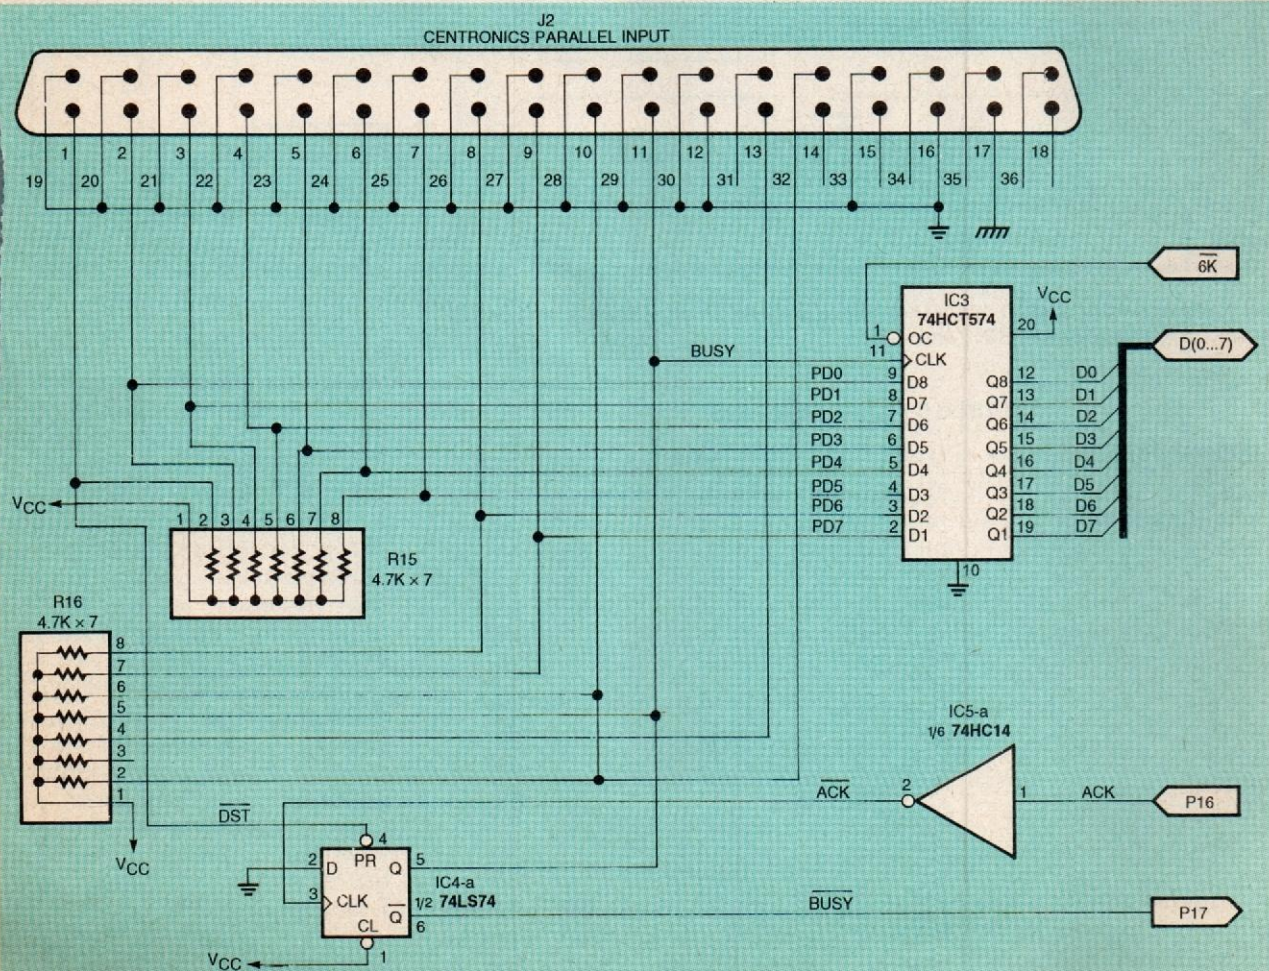 J2
CENTRONICS PARALLEL INPUT
1 2 3 4 5 6 7 8 9 10 11 12 13 14 15 16 17 18
19 20 21 22 23 24 25 26 27 28 29 30 31 32 33 34 35 36
6K
IC3
74HCT574
VCC
20
1
OC
11
CLK
BUSY
D(0...7)
PD0 9 D8 Q8 12 D0
PD1 8 D7 Q7 13 D1
PD2 7 D6 Q6 14 D2
PD3 6 D5 Q5 15 D3
PD4 5 D4 Q4 16 D4
PD5 4 D3 Q3 17 D5
PD6 3 D2 Q2 18 D6
PD7 2 D1 Q1 19 D7
10
VCC
1 2 3 4 5 6 7 8
R15
4.7K × 7
R16
4.7K × 7
8
7
6
5
4
3
2
1
VCC
DST
IC5-a
1/6 74HC14
ACK 2 1 ACK P16
4
2 D PR Q 5
3 CLK
CL Q 6
1
IC4-a
1/2 74LS74
BUSY P17
VCC